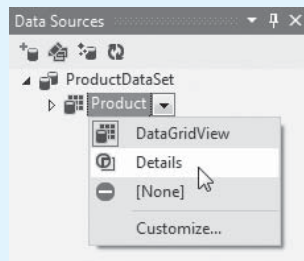 Data Sources
ProductDataSet
Product
DataGridView
Details
[None]
Customize...